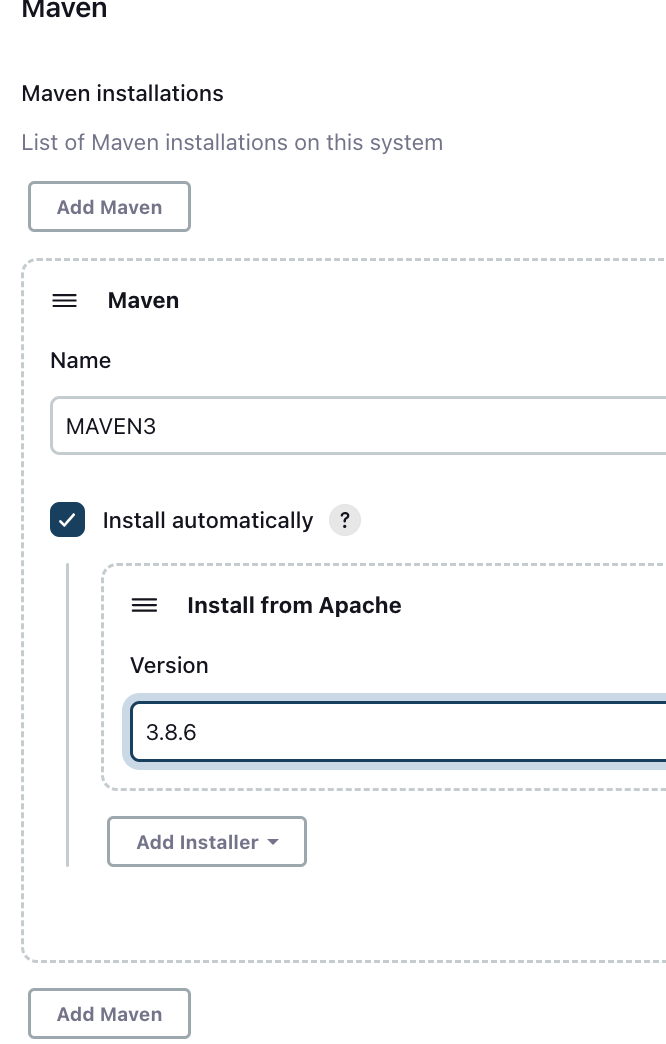 Maven
Maven installations
List of Maven installations on this system
Add Maven
Maven
Name
MAVEN3
Install automatically ?
Install from Apache
Version
3.8.6
Add Installer
Add Maven